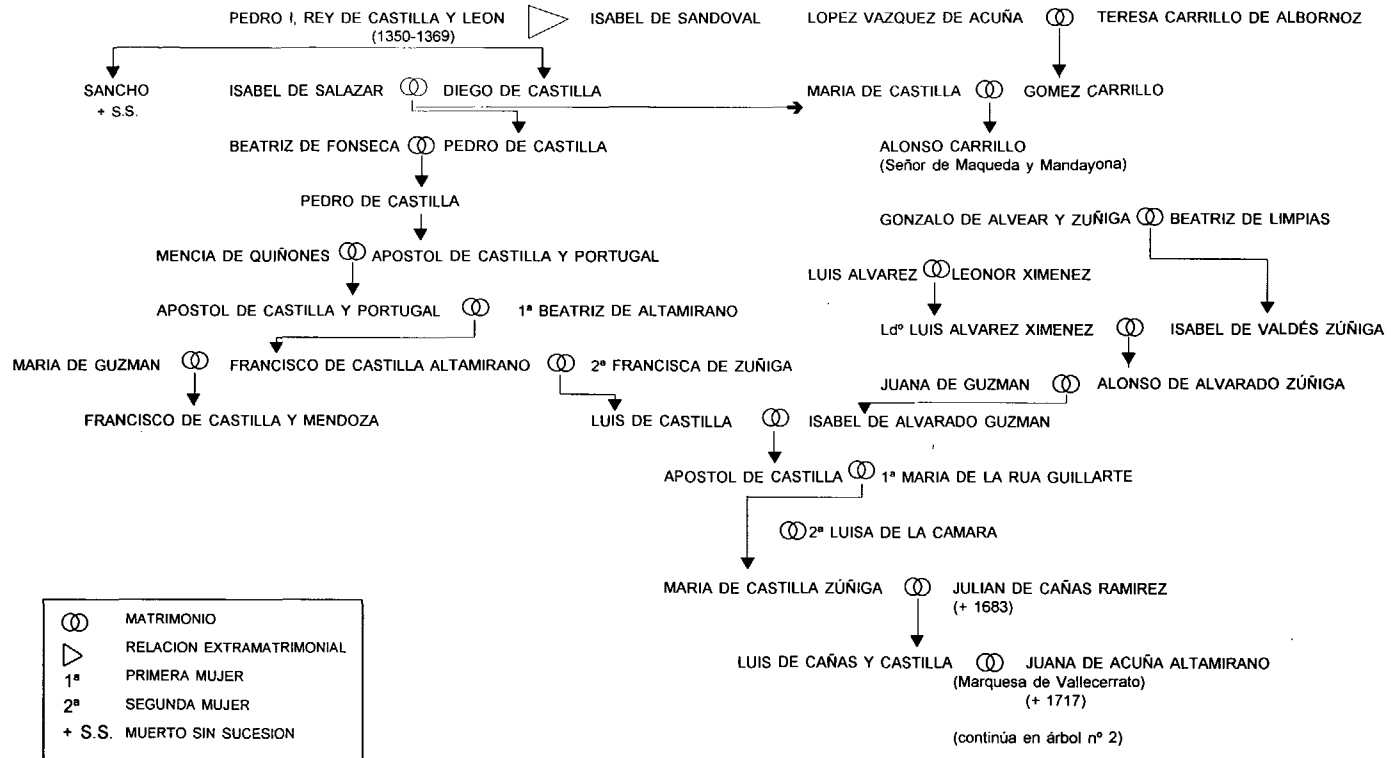 PEDRO I, REY DE CASTILLA Y LEON ISABEL DE SANDOVAL LOPEZ VAZQUEZ DE ACUÑA TERESA CARRILLO DE ALBORNOZ
(1350-1369)
SANCHO ISABEL DE SALAZAR DIEGO DE CASTILLA MARIA DE CASTILLA GOMEZ CARRILLO
+ S.S.
BEATRIZ DE FONSECA PEDRO DE CASTILLA ALONSO CARRILLO
(Señor de Maqueda y Mandayona)
PEDRO DE CASTILLA
GONZALO DE ALVEAR Y ZUÑIGA BEATRIZ DE LIMPIAS
MENCIA DE QUIÑONES APOSTOL DE CASTILLA Y PORTUGAL
LUIS ALVAREZ LEONOR XIMENEZ
APOSTOL DE CASTILLA Y PORTUGAL 1ª BEATRIZ DE ALTAMIRANO
Ldº LUIS ALVAREZ XIMENEZ ISABEL DE VALDÉS ZÚÑIGA
MARIA DE GUZMAN FRANCISCO DE CASTILLA ALTAMIRANO 2ª FRANCISCA DE ZUÑIGA
JUANA DE GUZMAN ALONSO DE ALVARADO ZÚÑIGA
FRANCISCO DE CASTILLA Y MENDOZA LUIS DE CASTILLA ISABEL DE ALVARADO GUZMAN
APOSTOL DE CASTILLA 1ª MARIA DE LA RUA GUILLARTE
2ª LUISA DE LA CAMARA
MARIA DE CASTILLA ZÚÑIGA JULIAN DE CAÑAS RAMIREZ
(+ 1683)
LUIS DE CAÑAS Y CASTILLA JUANA DE ACUÑA ALTAMIRANO
(Marquesa de Vallecerrato)
(+ 1717)
(continúa en árbol nº 2)
MATRIMONIO
RELACION EXTRAMATRIMONIAL
1ª PRIMERA MUJER
2ª SEGUNDA MUJER
+ S.S. MUERTO SIN SUCESION